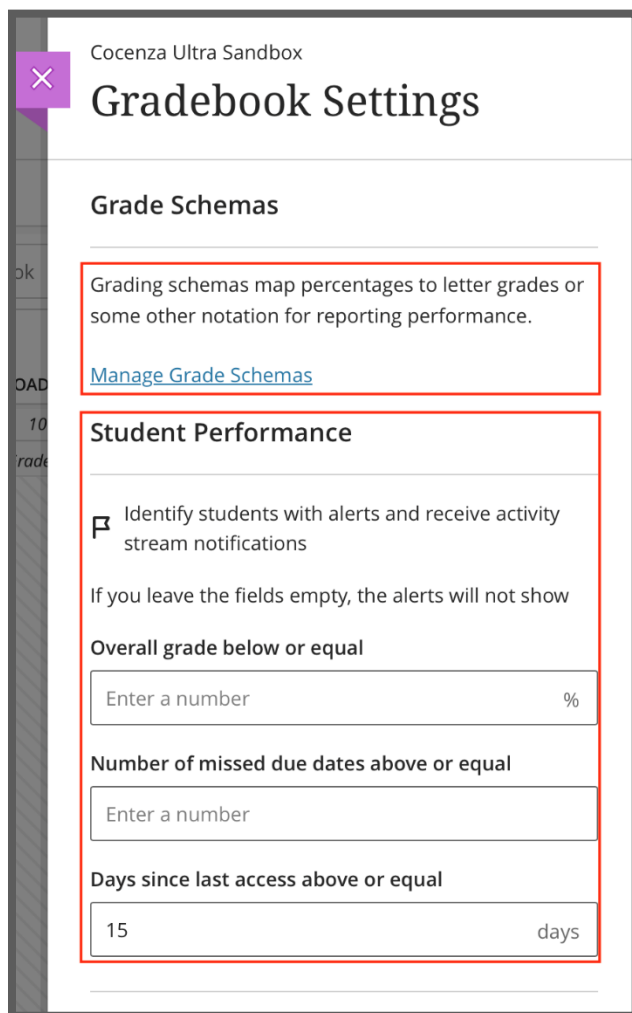 Cocenza Ultra Sandbox
Gradebook Settings
Grade Schemas
ok
Grading schemas map percentages to letter grades or
some other notation for reporting performance.
Manage Grade Schemas
OAD
10
Student Performance
Identify students with alerts and receive activity
stream notifications
If you leave the fields empty, the alerts will not show
Overall grade below or equal
Enter a number %
Number of missed due dates above or equal
Enter a number
Days since last access above or equal
15 days